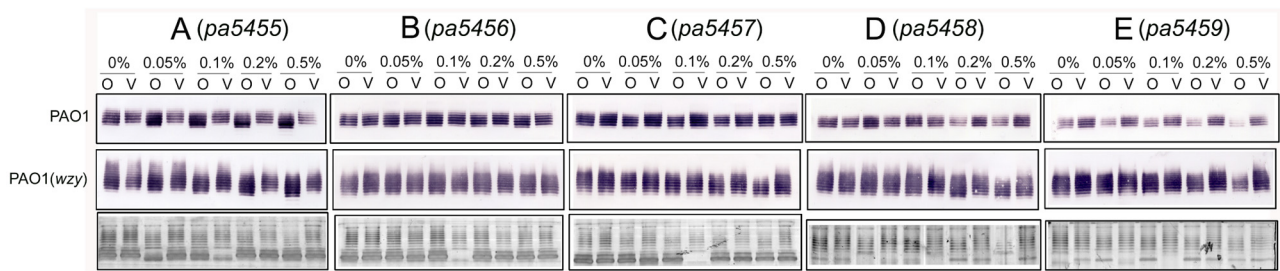 A (pa5455) B (pa5456) C (pa5457) D (pa5458) E (pa5459)
0% 0.05% 0.1% 0.2% 0.5% 0% 0.05% 0.1% 0.2% 0.5% 0% 0.05% 0.1% 0.2% 0.5% 0% 0.05% 0.1% 0.2% 0.5% 0% 0.05% 0.1% 0.2% 0.5%
O V O V O V O V O V O V O V O V O V O V O V O V O V O V O V O V O V O V O V O V O V O V O V O V O V
PAO1
PAO1(wzy)